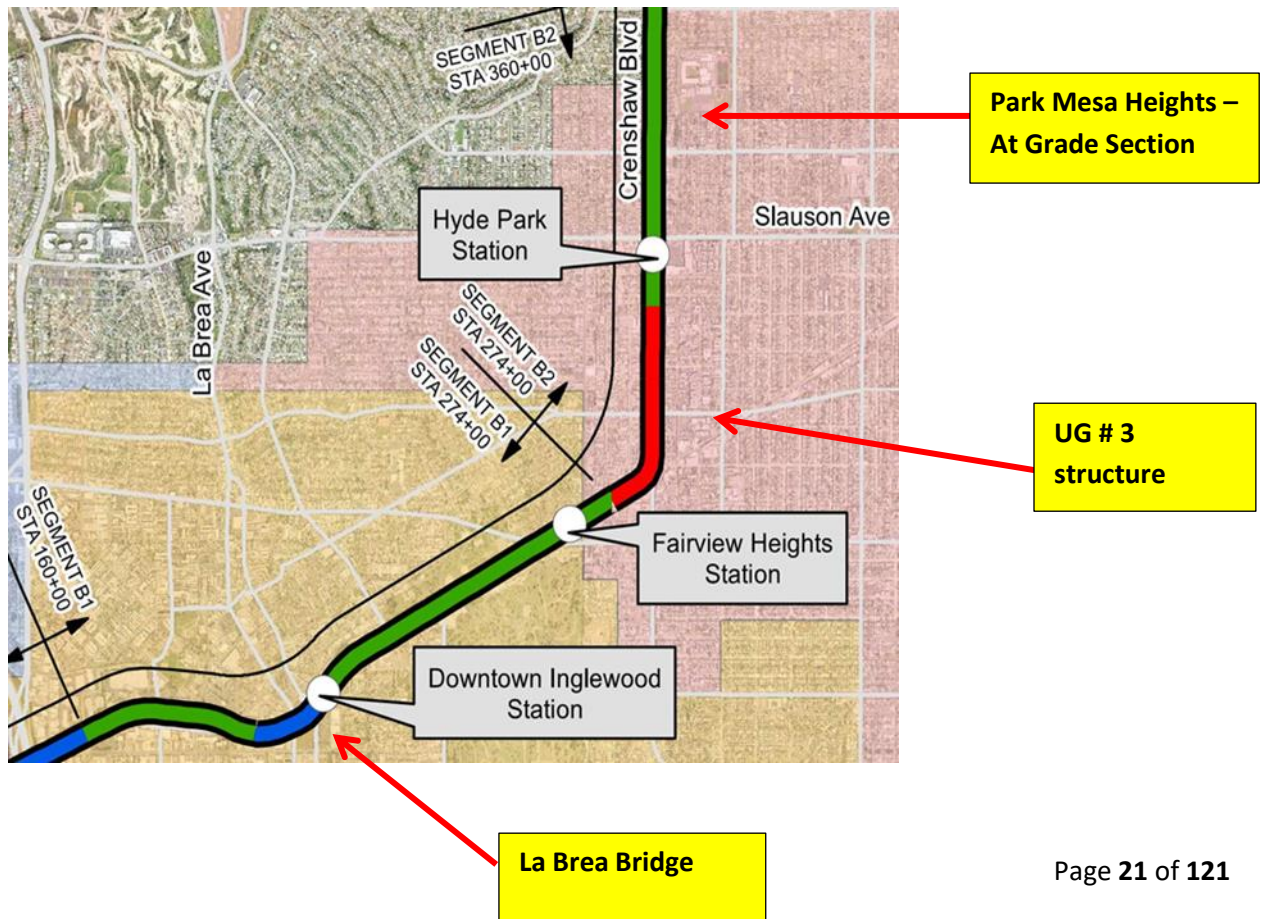 SEGMENT B2
STA 360+00
Crenshaw Blvd
Park Mesa Heights –
At Grade Section
Hyde Park
Station
Slauson Ave
La Brea Ave
SEGMENT B2
STA 274+00
SEGMENT B1
STA 274+00
UG # 3
structure
SEGMENT B1
STA 160+00
Fairview Heights
Station
Downtown Inglewood
Station
La Brea Bridge
Page 21 of 121